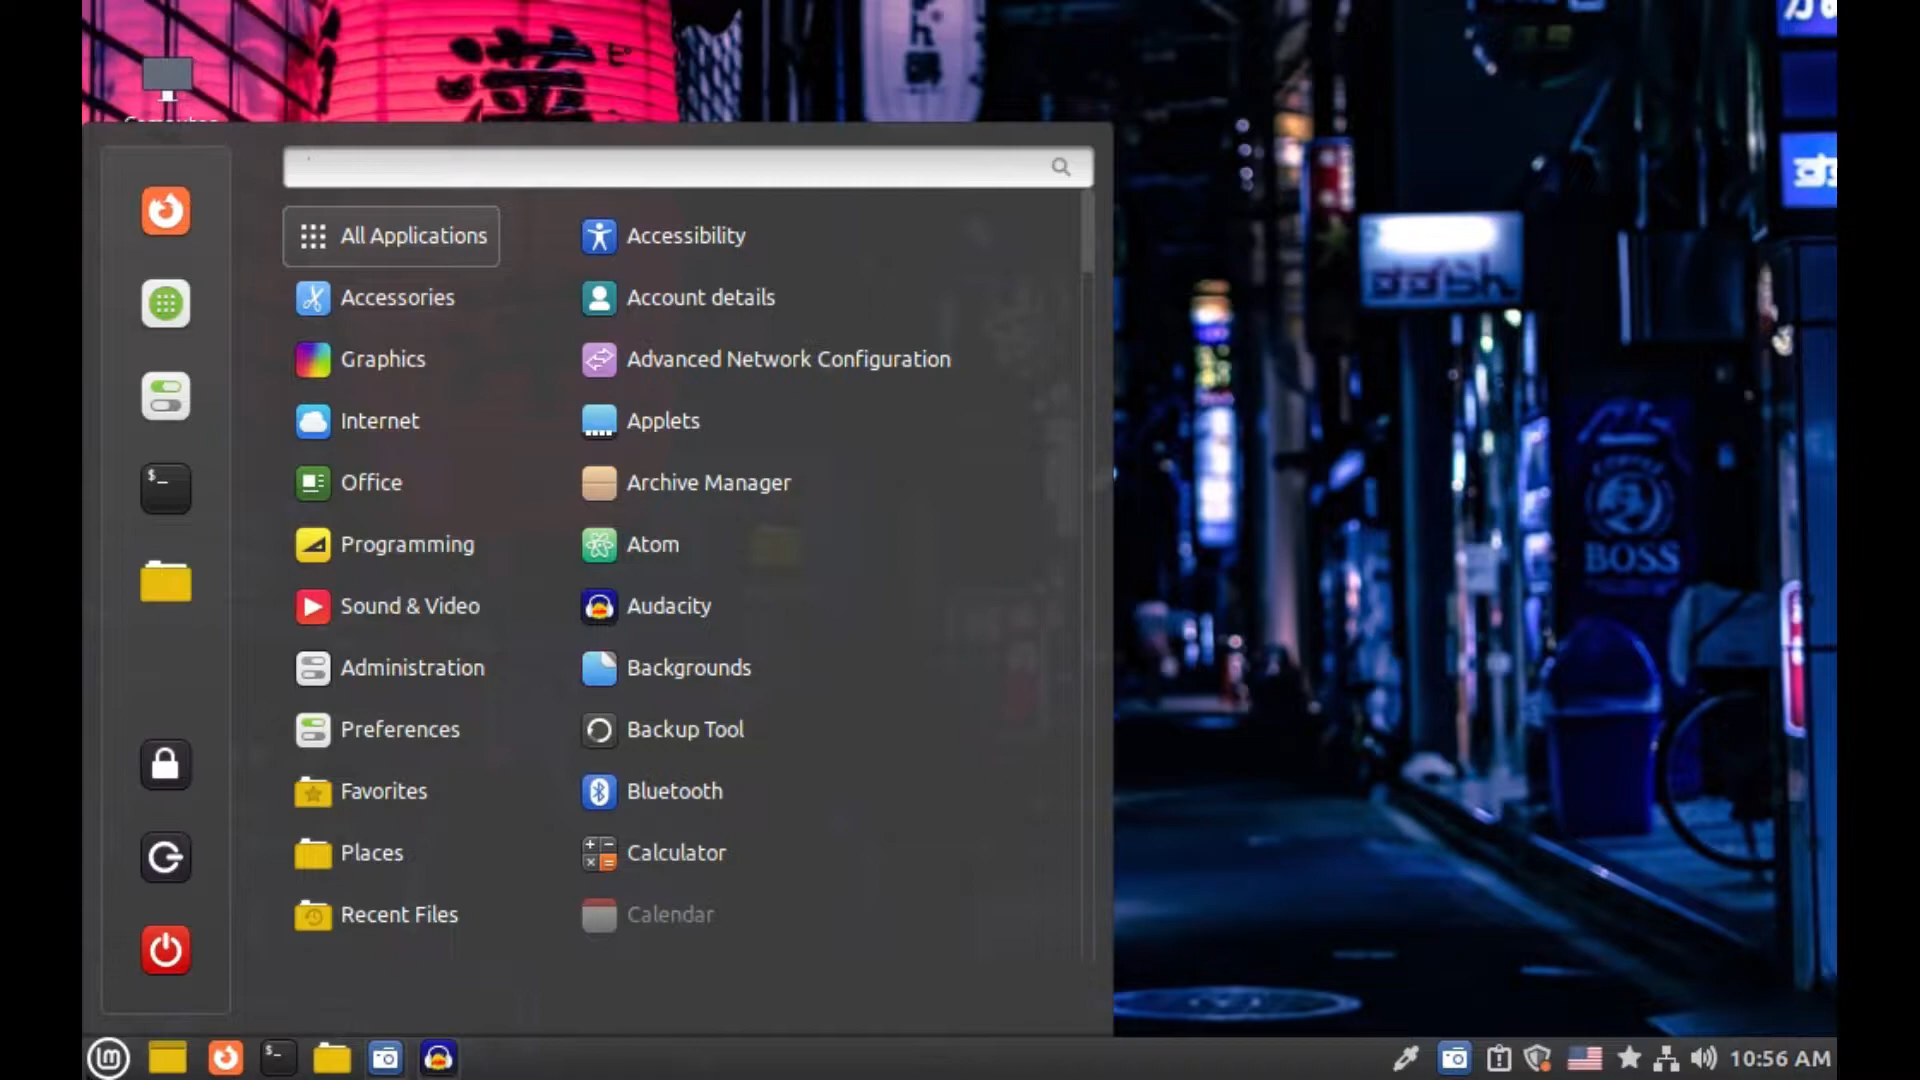 All Applications
Accessories
Graphics
Internet
Office
Programming
Sound & Video
Administration
Preferences
Favorites
Places
Recent Files
Accessibility
Account details
Advanced Network Configuration
Applets
Archive Manager
Atom
Audacity
Backgrounds
Backup Tool
Bluetooth
Calculator
Calendar
BOSS
$_
$_
10:56 AM